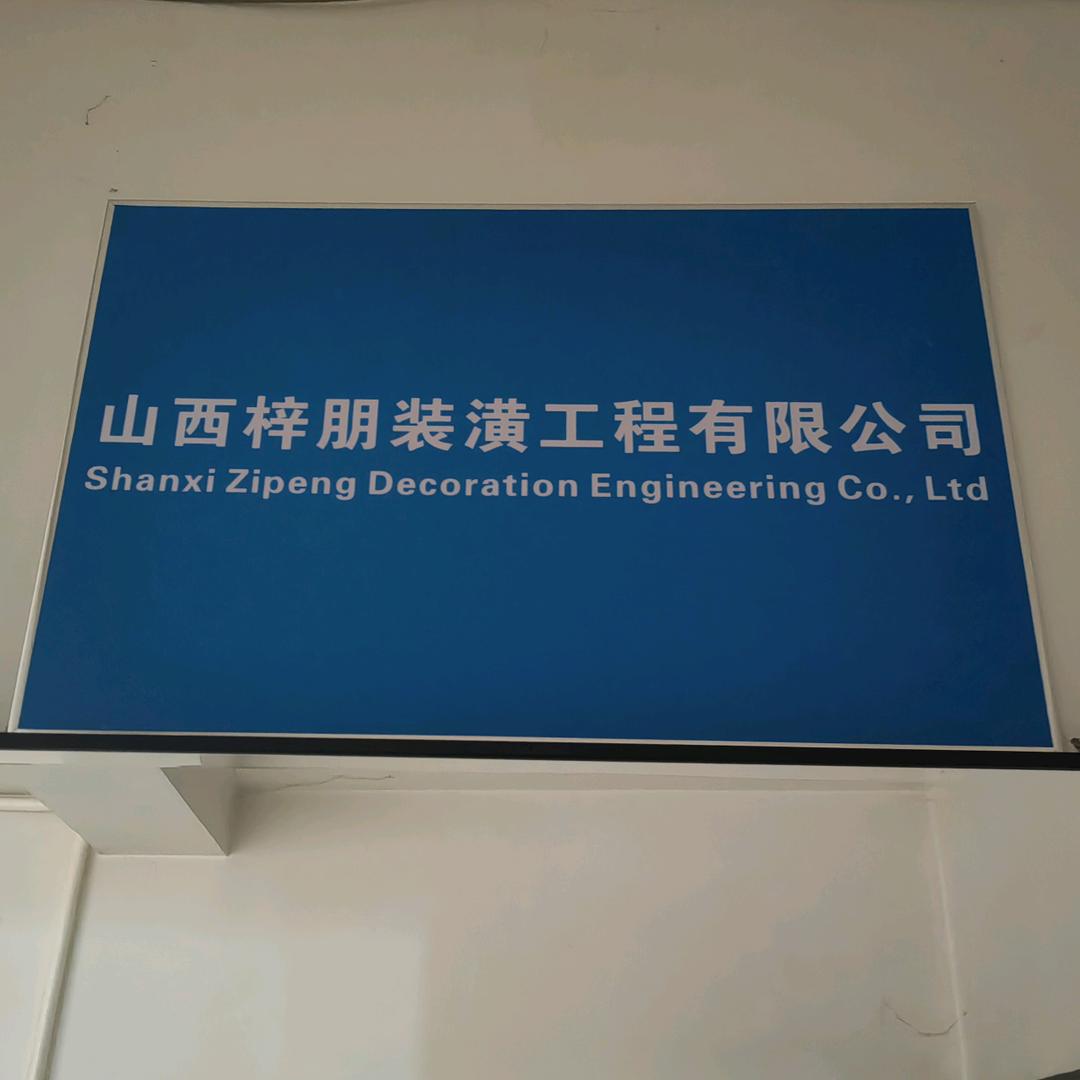 山西梓朋装潢工程有限公司
Shanxi Zipeng Decoration Engineering Co., Ltd